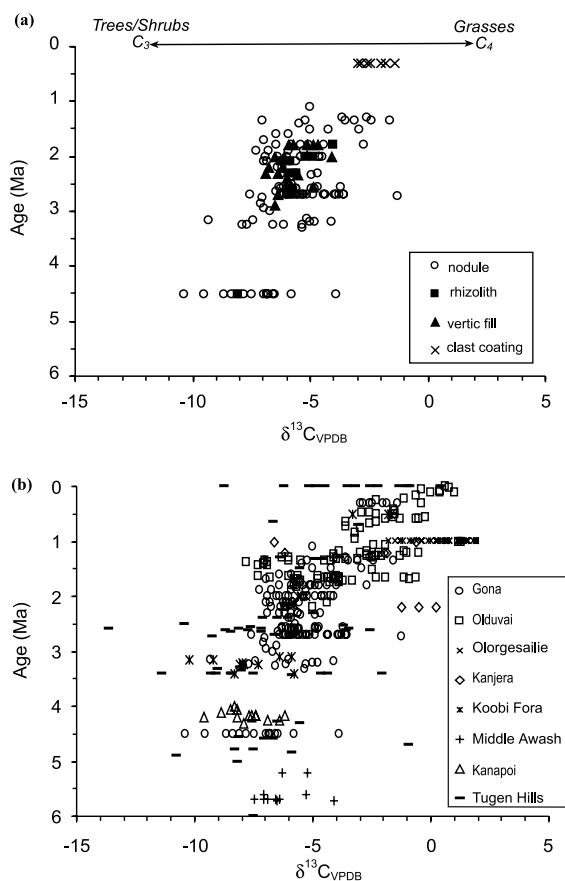 (a)
Trees/Shrubs
Grasses
C3
C4
0
1
2
3
4
5
6
Age (Ma)
nodule
rhizolith
vertic fill
clast coating
-15
-10
-5
0
5
δ13CVPDB
(b)
0
1
2
3
4
5
6
Age (Ma)
Gona
Olduvai
Olorgesailie
Kanjera
Koobi Fora
Middle Awash
Kanapoi
Tugen Hills
-15
-10
-5
0
5
δ13CVPDB